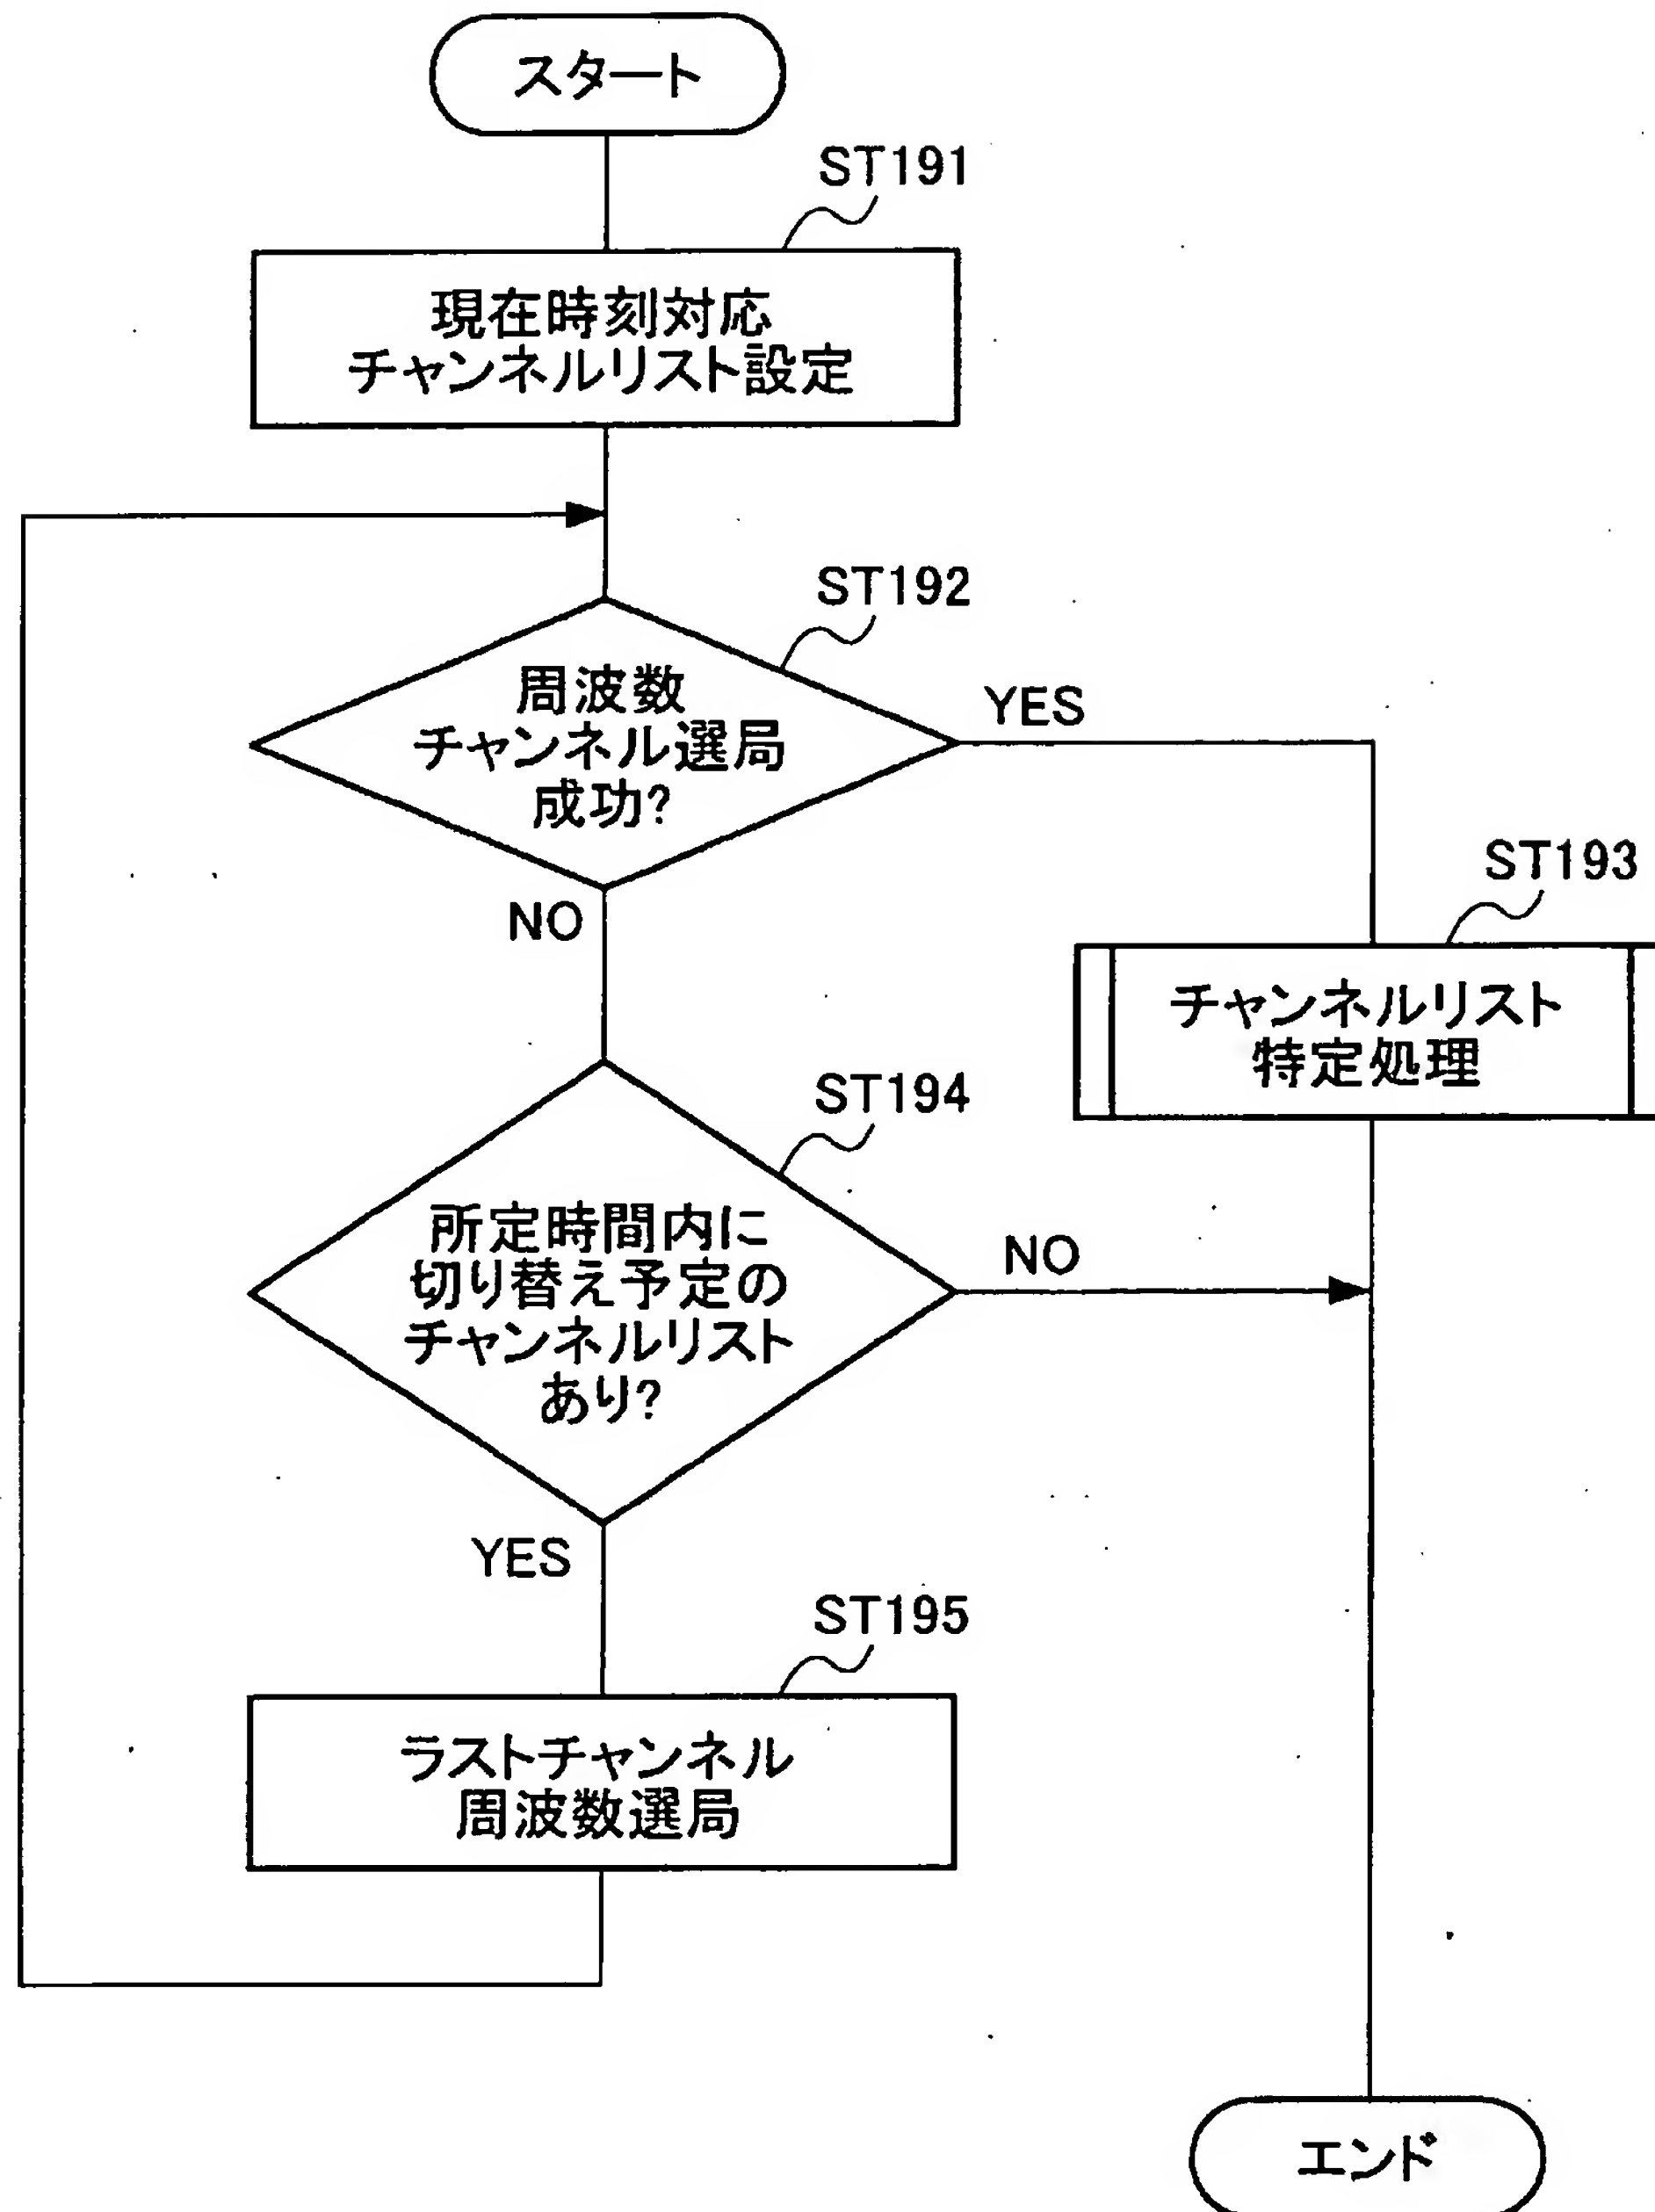 スタート
ST191
現在時刻対応
チャンネルリスト設定
ST192
周波数
チャンネル選局
成功?
YES
NO
ST193
チャンネルリスト
特定処理
ST194
所定時間内に
切り替え予定の
チャンネルリスト
あり?
NO
YES
ST195
ラストチャンネル
周波数選局
エンド